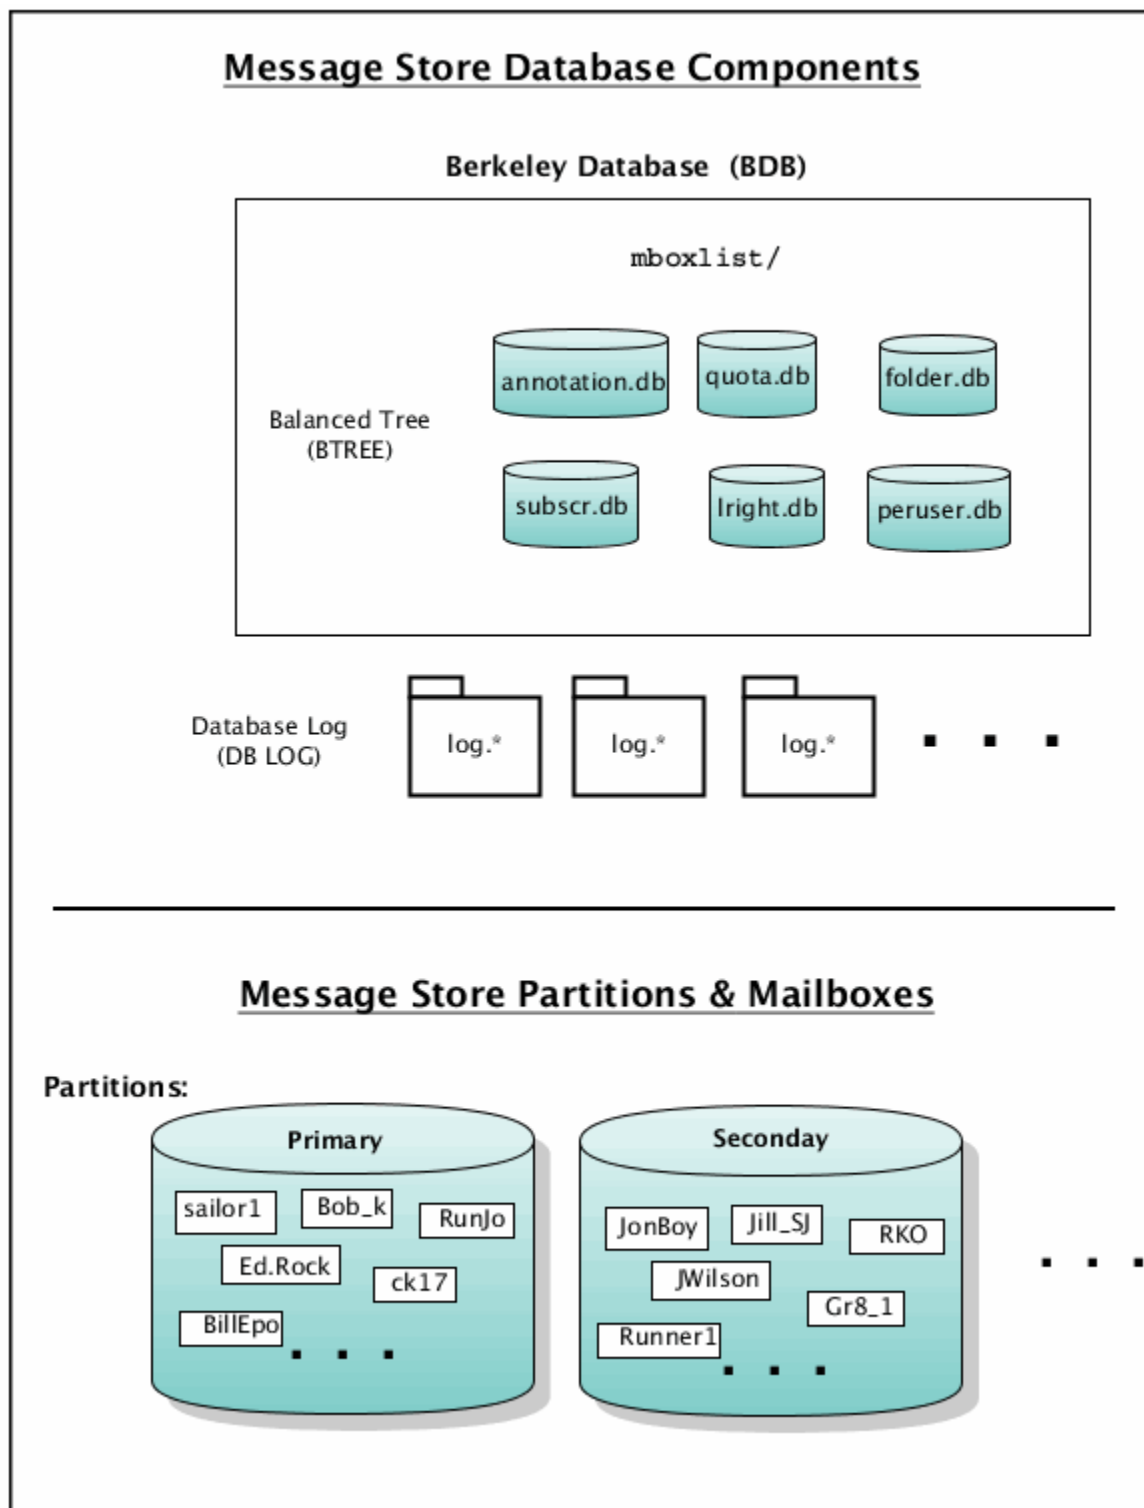 Message Store Database Components
Berkeley Database (BDB)
mboxlist/
annotation.db
quota.db
folder.db
Balanced Tree
(BTREE)
subscr.db
lright.db
peruser.db
Database Log
(DB LOG)
log.*
log.*
log.*
Message Store Partitions & Mailboxes
Partitions:
Primary
sailor1
Bob_k
RunJo
Ed.Rock
ck17
BillEpo
Seconday
JonBoy
Jill_SJ
RKO
JWilson
Gr8_1
Runner1